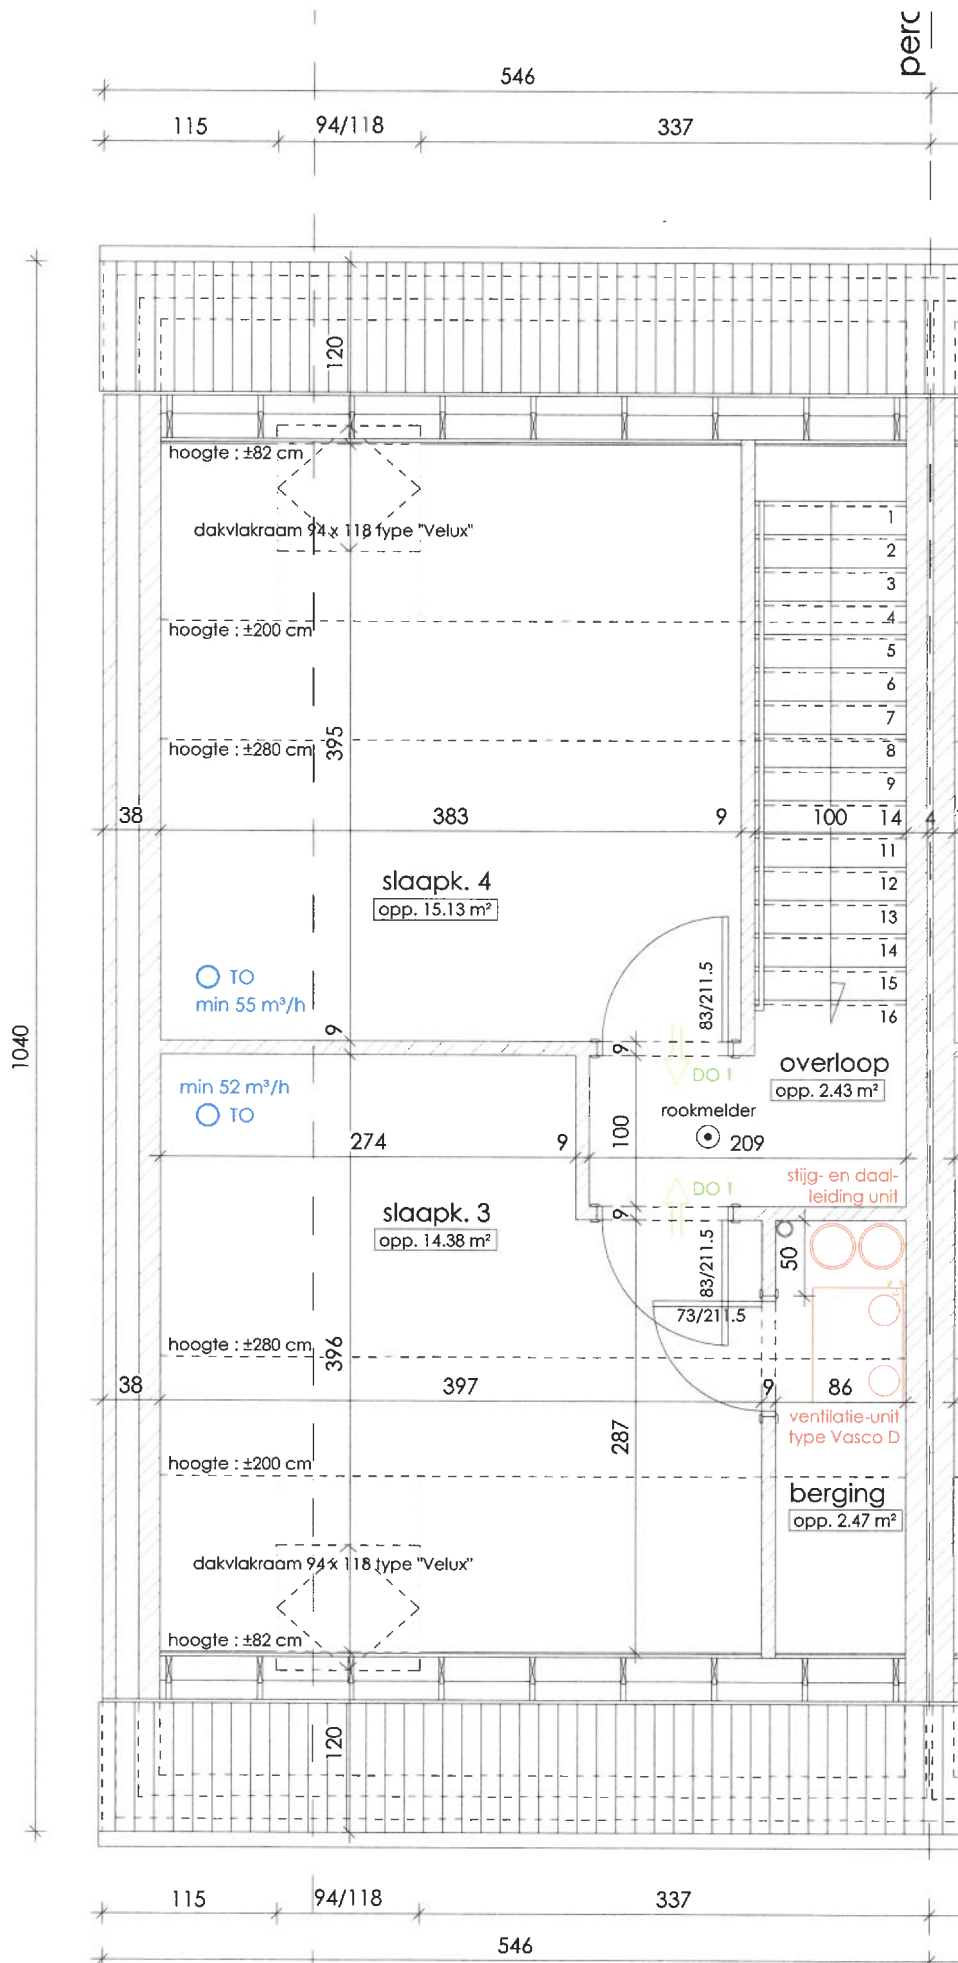 perc
546
115
94/118
337
120
hoogte : ±82 cm
dakvlakraam 94 x 118 type "Velux"
1
2
3
hoogte : ±200 cm
4
5
6
7
hoogte : ±280 cm
395
8
9
38
383
9
100
14
4
11
slaapk. 4
12
opp. 15.13 m²
13
14
TO
83/211.5
15
min 55 m³/h
16
1040
9
9
overloop
DO 1
opp. 2.43 m²
min 52 m³/h
TO
rookmelder
274
9
100
209
stijg- en daal-
leiding unit
DO 1
slaapk. 3
9
opp. 14.38 m²
83/211.5
50
73/211.5
hoogte : ±280 cm
396
38
397
9
86
287
ventilatie-unit
type Vasco D
hoogte : ±200 cm
berging
opp. 2.47 m²
dakvlakraam 94 x 118 type "Velux"
hoogte : ±82 cm
120
115
94/118
337
546